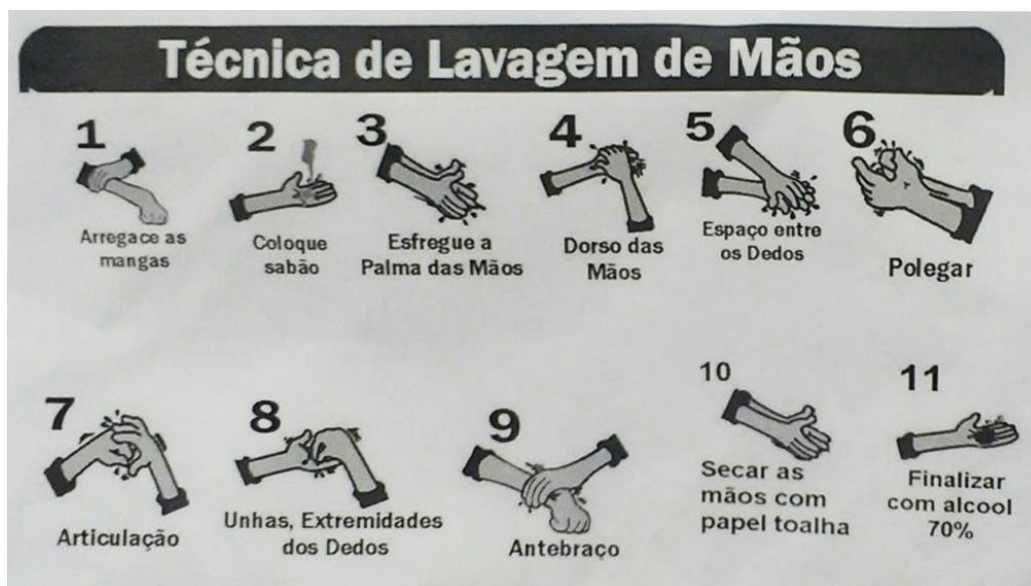 Técnica de Lavagem de Mãos
1
Arregace as
mangas
2
Coloque
sabão
3
Esfregue a
Palma das Mãos
4
Dorso das
Mãos
5
Espaço entre
os Dedos
6
Polegar
7
Articulação
8
Unhas, Extremidades
dos Dedos
9
Antebraço
10
Secar as
mãos com
papel toalha
11
Finalizar
com alcool
70%